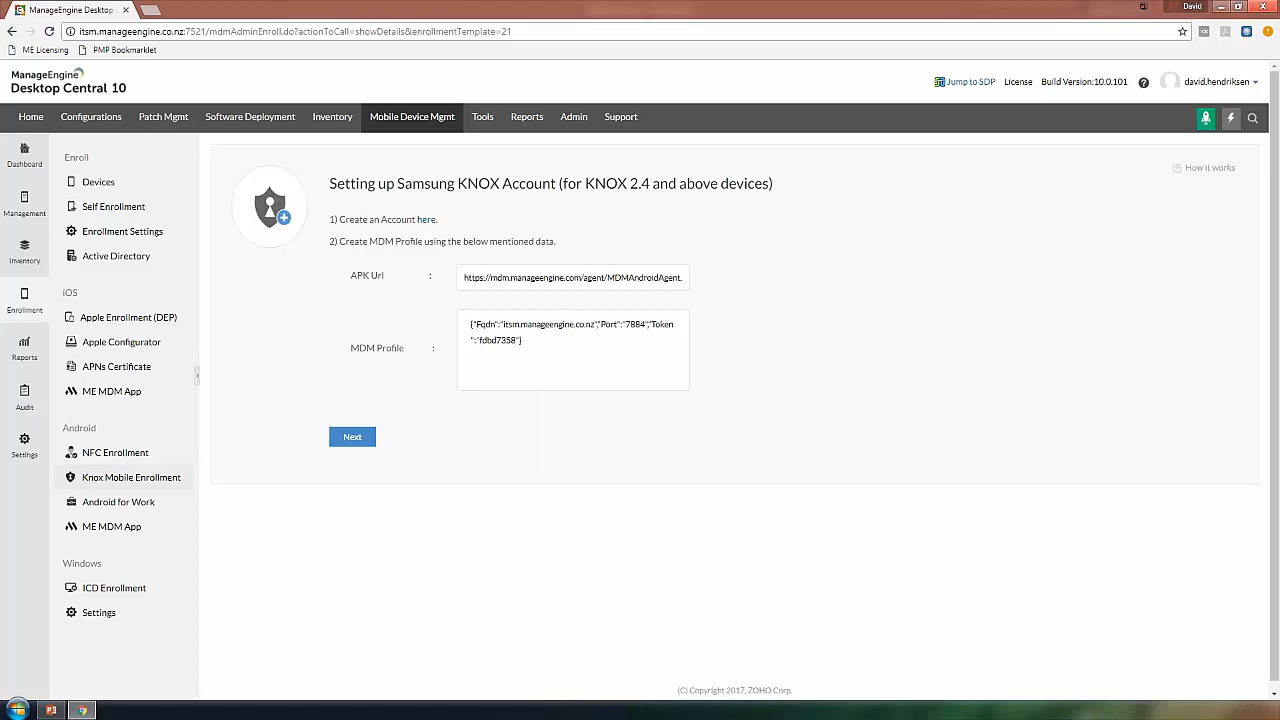 ManageEngine Desktop
David
itsm.manageengine.co.nz:7521/mdmAdminEnroll.do?actionToCall=showDetails&enrollmentTemplate=21
ME Licensing
PMP Bookmarklet
ManageEngine
Desktop Central 10
Jump to SDP
License
Build Version:10.0.101
david.hendriksen
Home
Configurations
Patch Mgmt
Software Deployment
Inventory
Mobile Device Mgmt
Tools
Reports
Admin
Support
Dashboard
Management
Inventory
Enrollment
Reports
Audit
Settings
Enroll
Devices
Self Enrollment
Enrollment Settings
Active Directory
iOS
Apple Enrollment (DEP)
Apple Configurator
APNs Certificate
ME MDM App
Android
NFC Enrollment
Knox Mobile Enrollment
Android for Work
ME MDM App
Windows
ICD Enrollment
Settings
How it works
Setting up Samsung KNOX Account (for KNOX 2.4 and above devices)
1) Create an Account here.
2) Create MDM Profile using the below mentioned data.
APK Url :
https://mdm.manageengine.com/agent/MDMAndroidAgent.
MDM Profile :
{"Fqdn":"itsm.manageengine.co.nz","Port":"7884","Token
":"fdbd7358"}
Next
(C) Copyright 2017, ZOHO Corp.